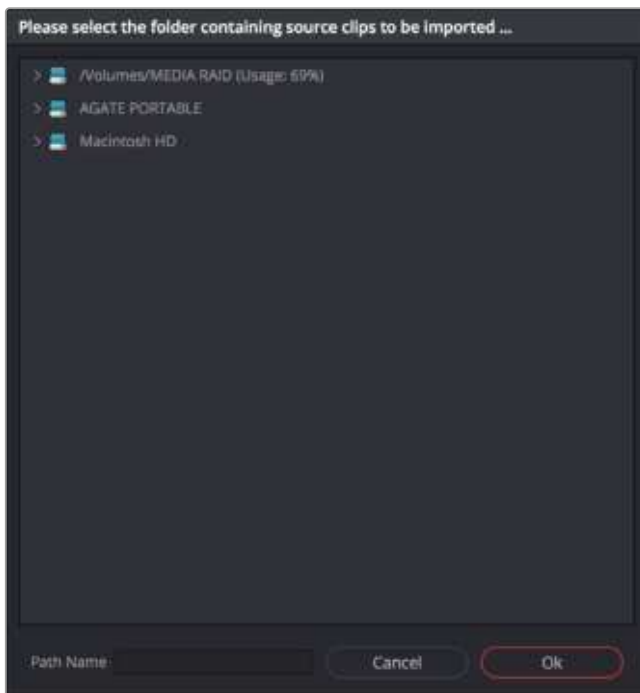 Please select the folder containing source clips to be imported ...
/Volumes/MEDIA RAID (Usage: 69%)
AGATE PORTABLE
Macintosh HD
Path Name
Cancel
Ok